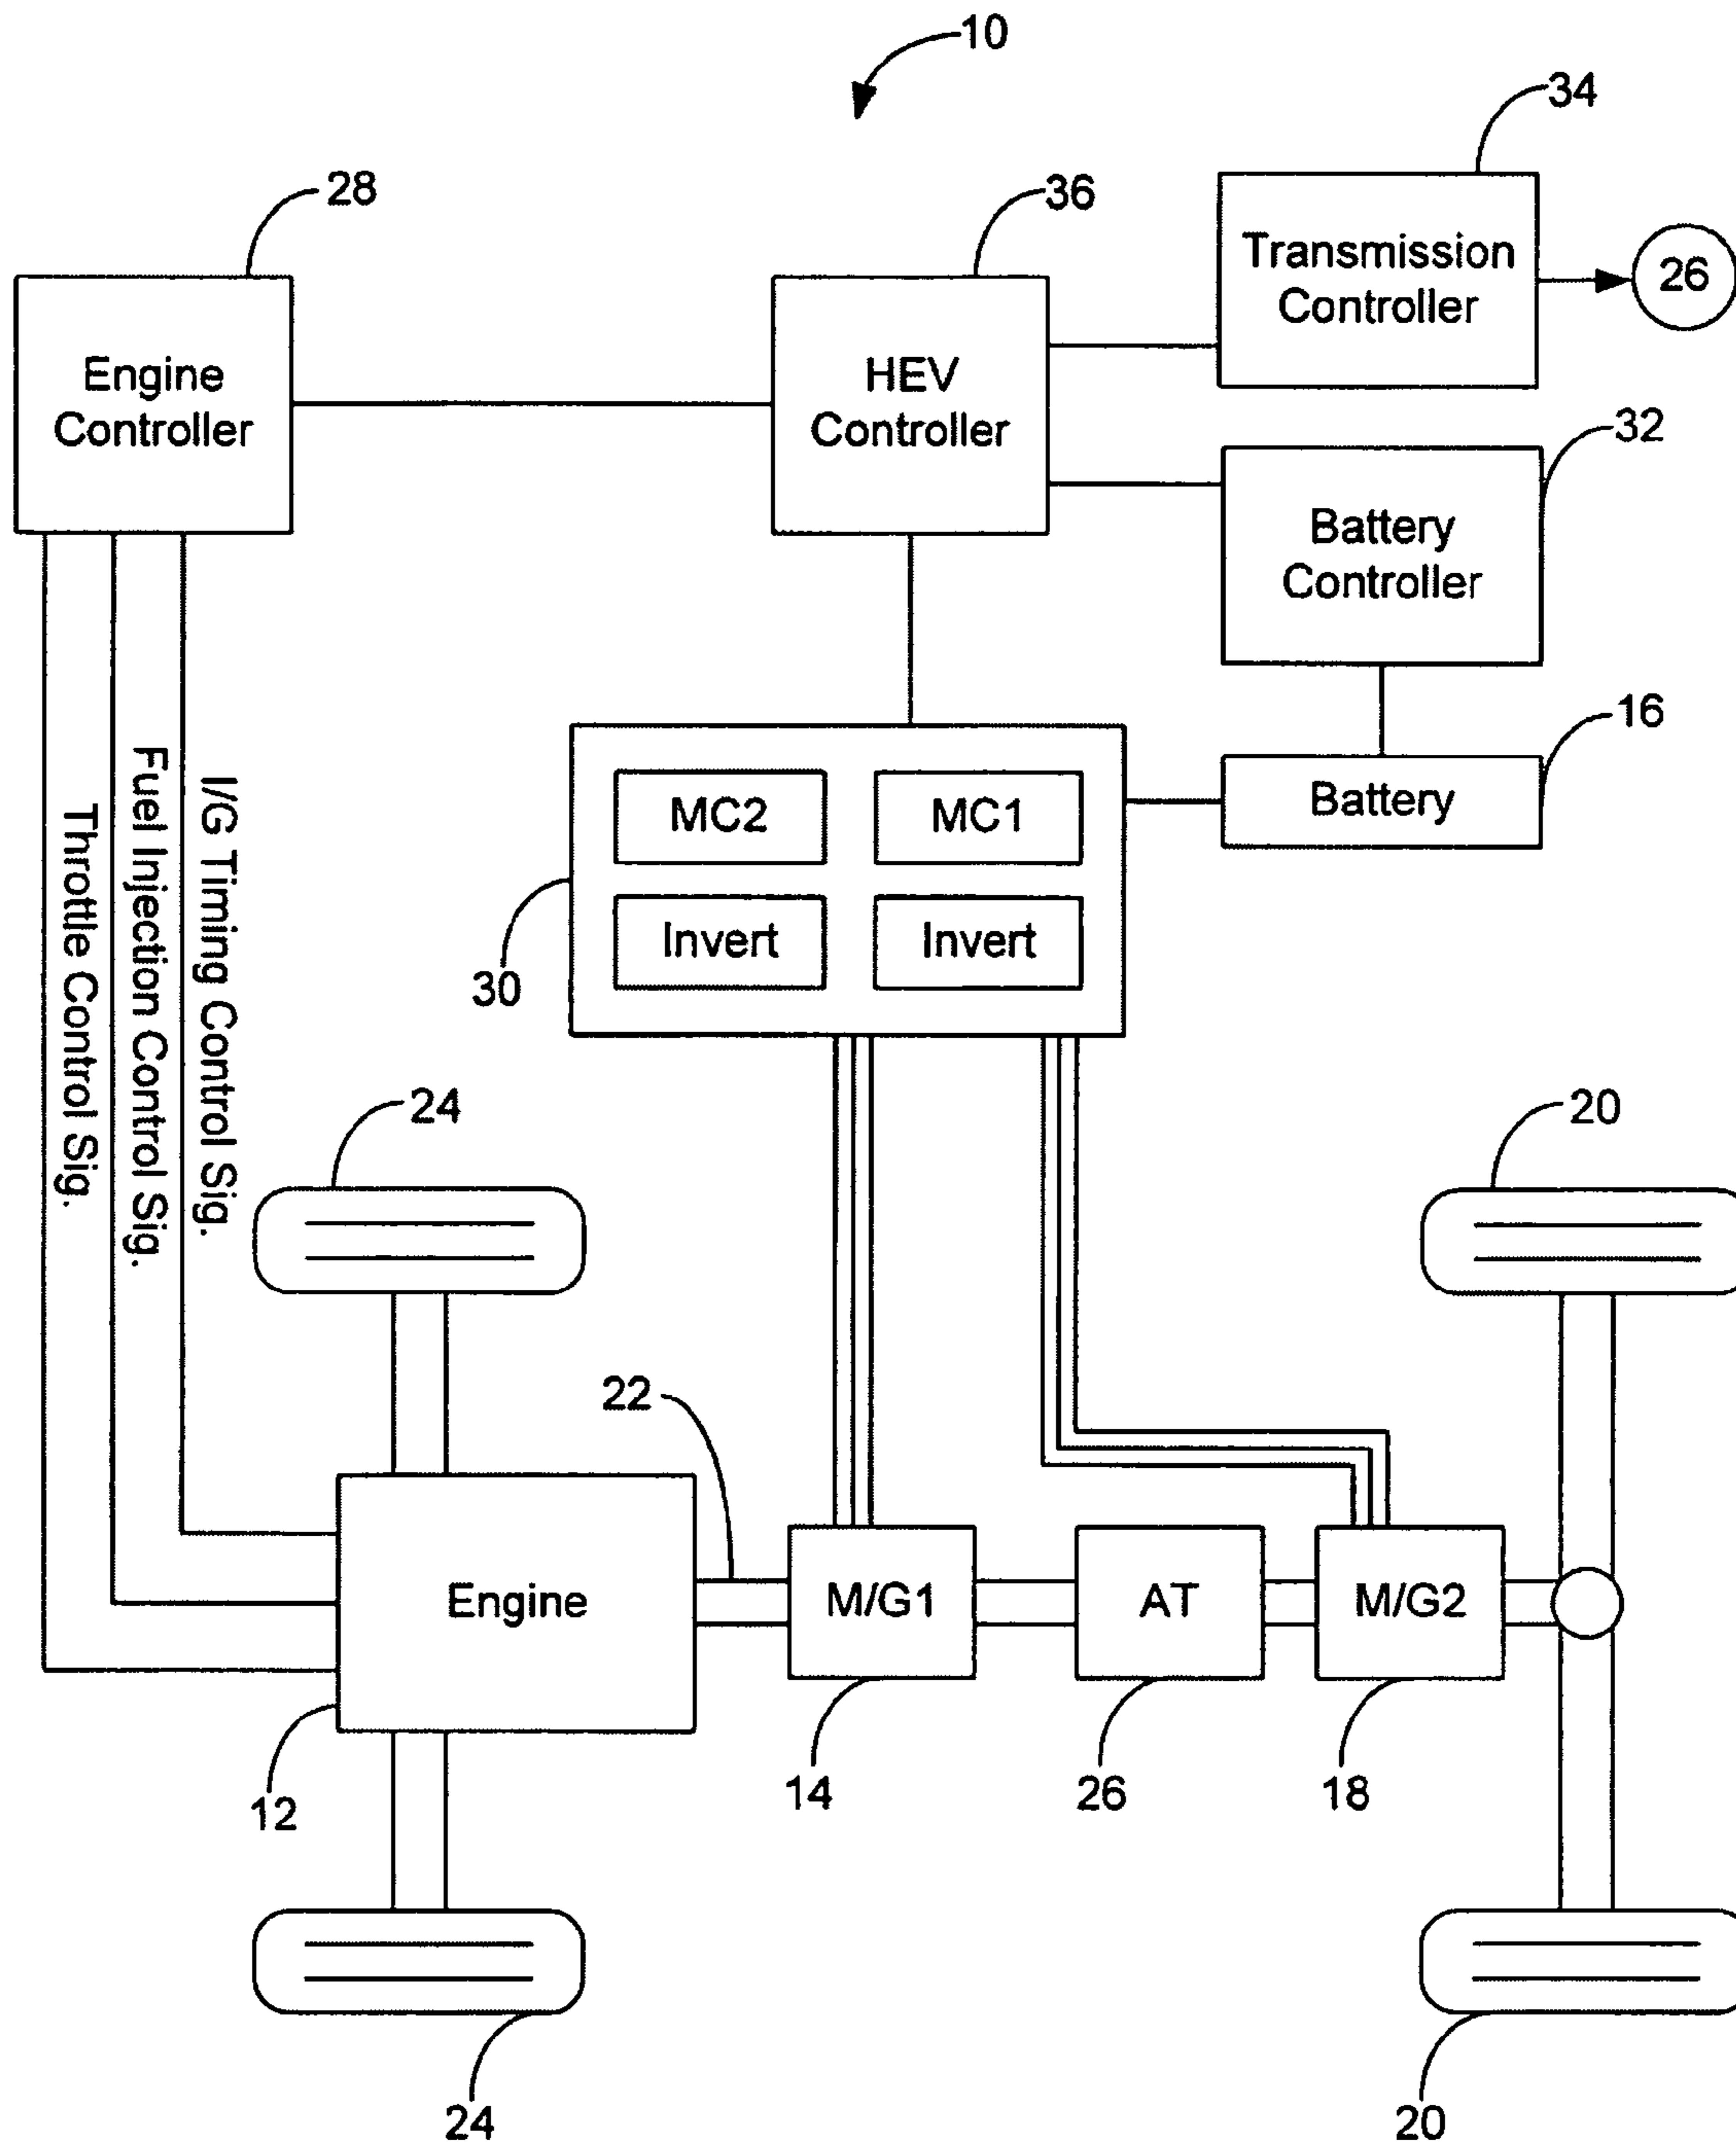 10
34
28
36
Transmission
Controller
26
Engine
Controller
HEV
Controller
32
Battery
Controller
16
Battery
MC2
MC1
Invert
Invert
30
I/G Timing Control Sig.
Fuel Injection Control Sig.
Throttle Control Sig.
24
20
22
Engine
M/G1
AT
M/G2
12
14
26
18
24
20